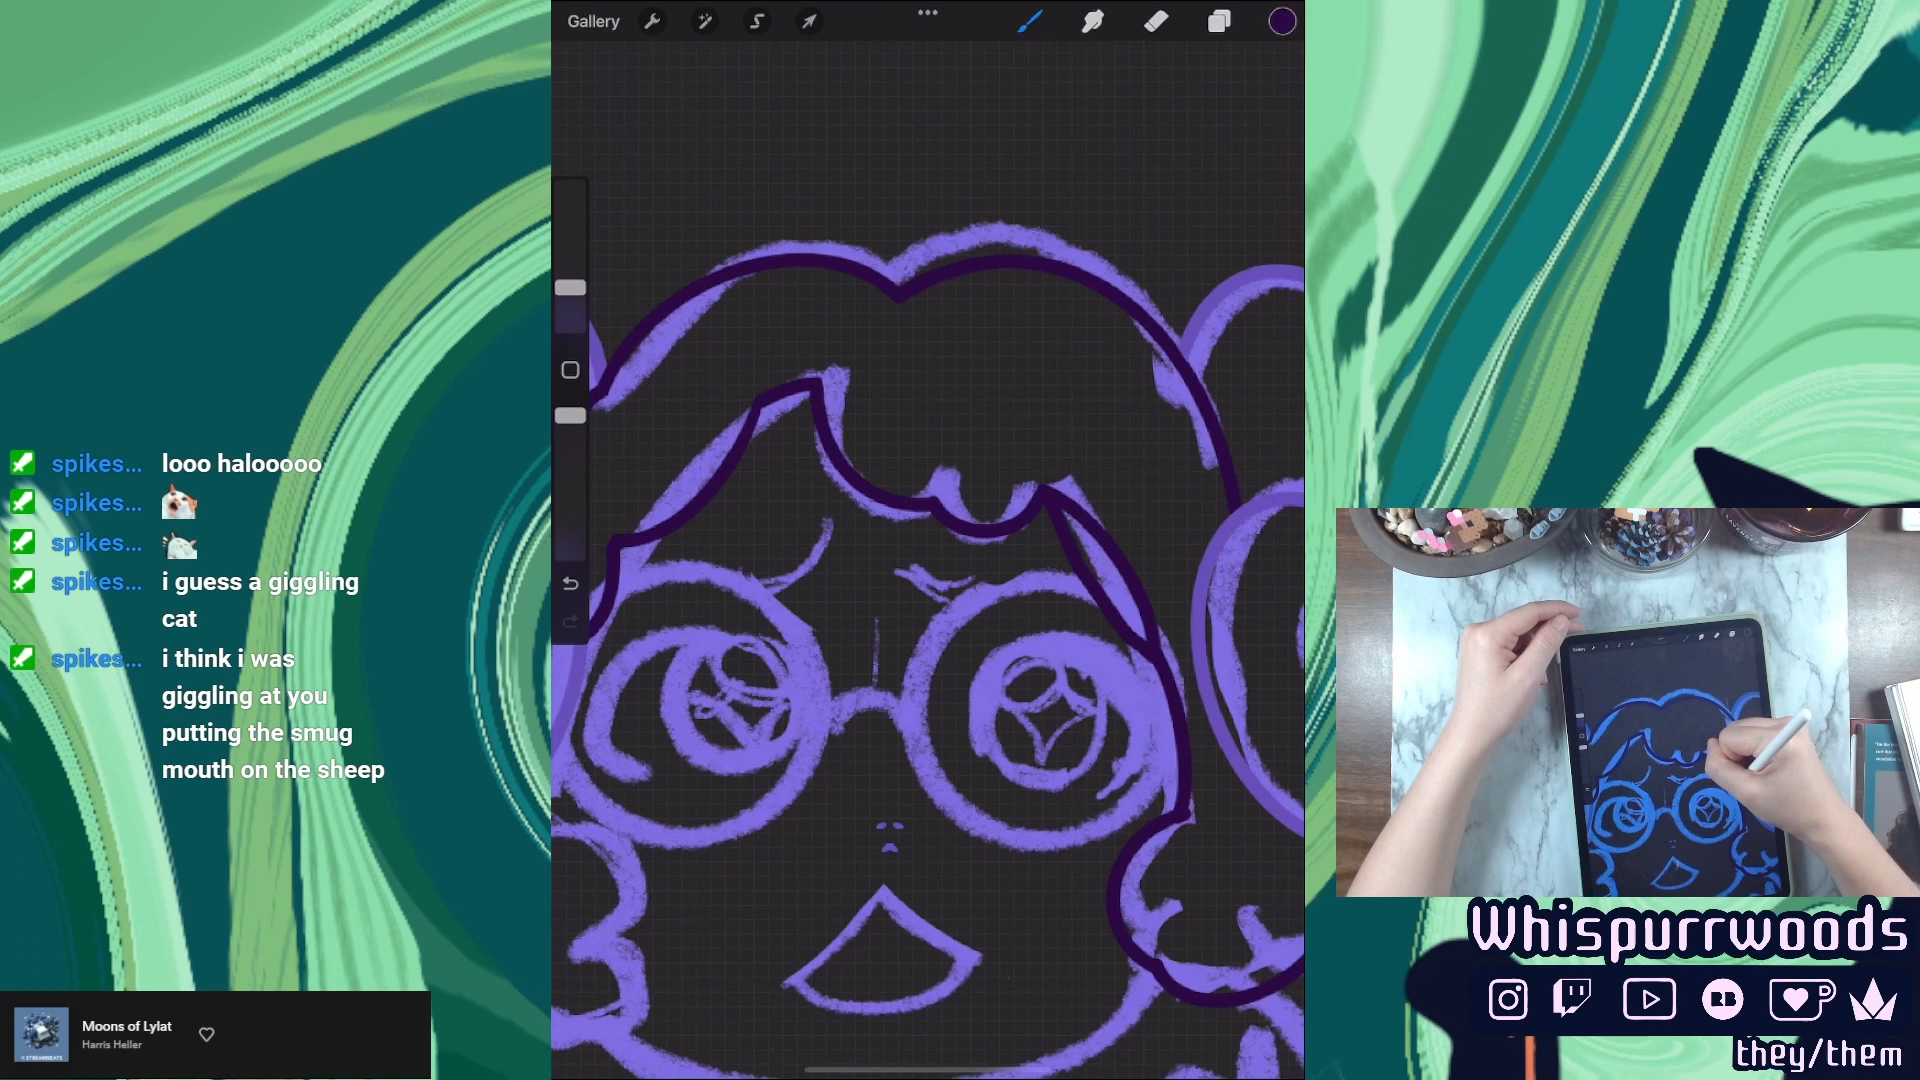 Gallery
spikes... looo halooooo
spikes...
spikes...
spikes... i guess a giggling
cat
spikes... i think i was
giggling at you
putting the smug
mouth on the sheep
Moons of Lylat
Harris Heller
Whispurrwoods
they/them